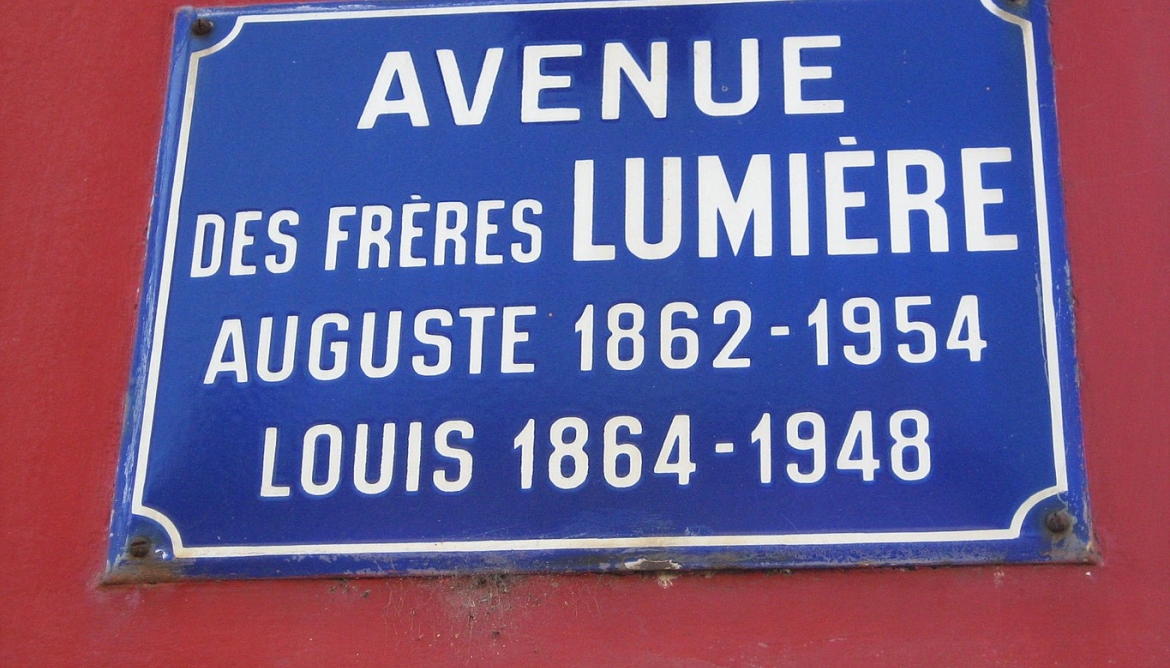 AVENUE
DES FRÈRES LUMIÈRE
AUGUSTE 1862-1954
LOUIS 1864-1948